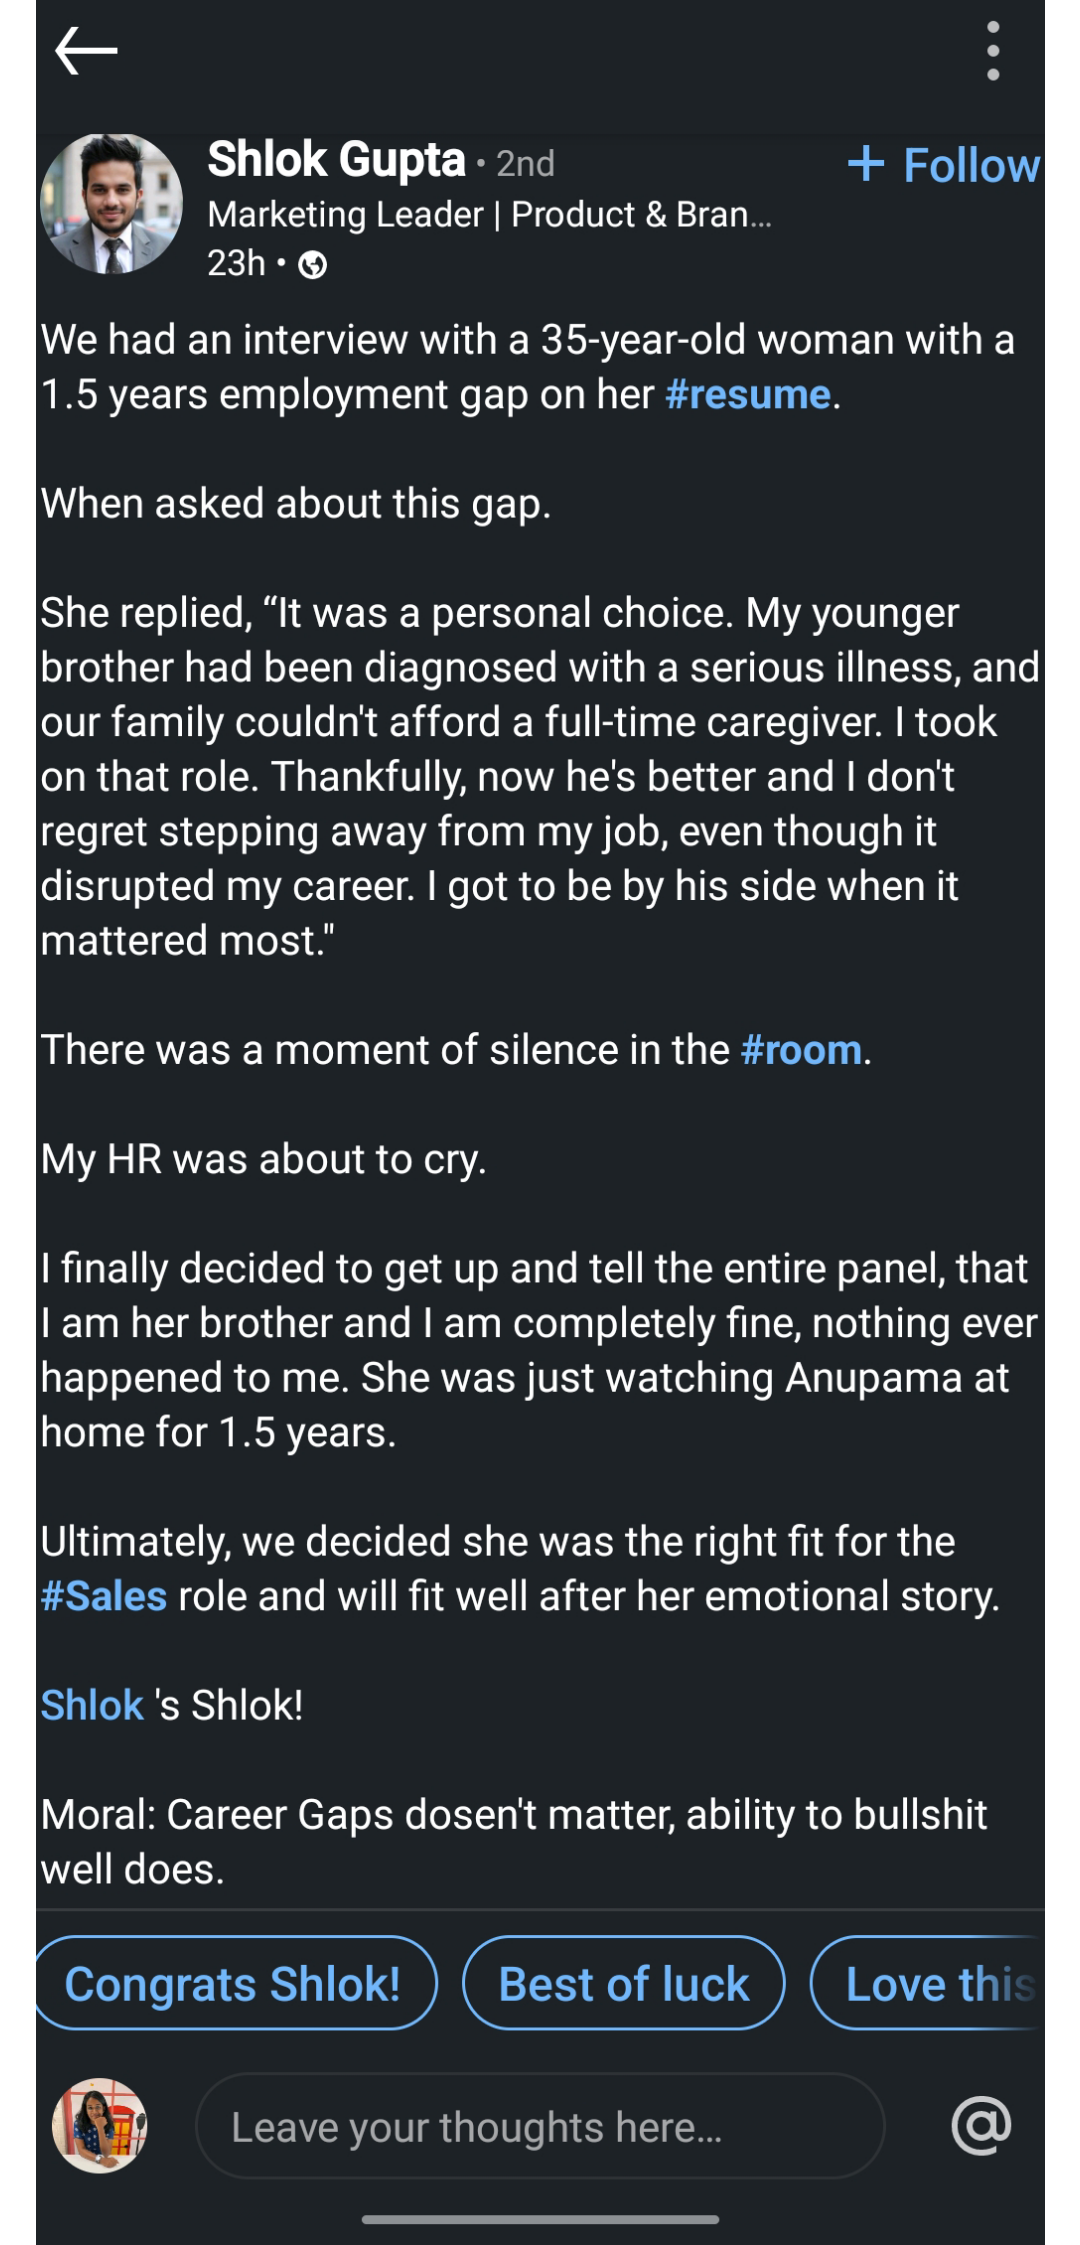 Shlok Gupta • 2nd
+ Follow
Marketing Leader | Product & Bran...
23h •
We had an interview with a 35-year-old woman with a
1.5 years employment gap on her #resume.
When asked about this gap.
She replied, “It was a personal choice. My younger
brother had been diagnosed with a serious illness, and
our family couldn't afford a full-time caregiver. I took
on that role. Thankfully, now he's better and I don't
regret stepping away from my job, even though it
disrupted my career. I got to be by his side when it
mattered most."
There was a moment of silence in the #room.
My HR was about to cry.
I finally decided to get up and tell the entire panel, that
I am her brother and I am completely fine, nothing ever
happened to me. She was just watching Anupama at
home for 1.5 years.
Ultimately, we decided she was the right fit for the
#Sales role and will fit well after her emotional story.
Shlok 's Shlok!
Moral: Career Gaps dosen't matter, ability to bullshit
well does.
Congrats Shlok! Best of luck Love this
Leave your thoughts here... @